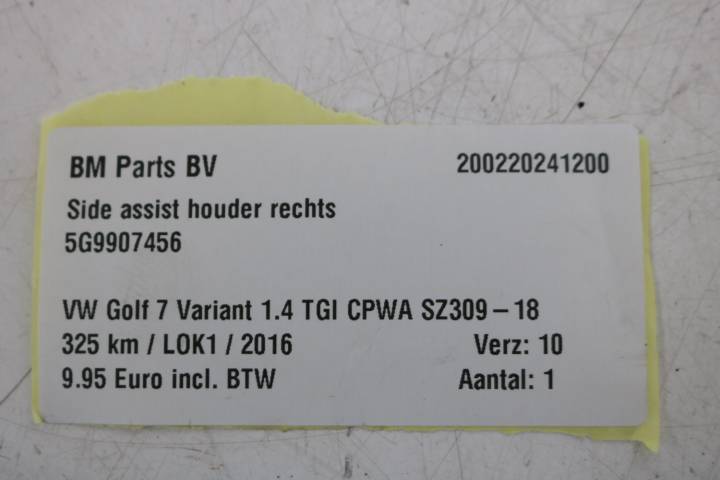 BM Parts BV 200220241200
Side assist houder rechts
5G9907456
VW Golf 7 Variant 1.4 TGI CPWA SZ309-18
325 km / LOK1 / 2016 Verz: 10
9.95 Euro incl. BTW Aantal: 1